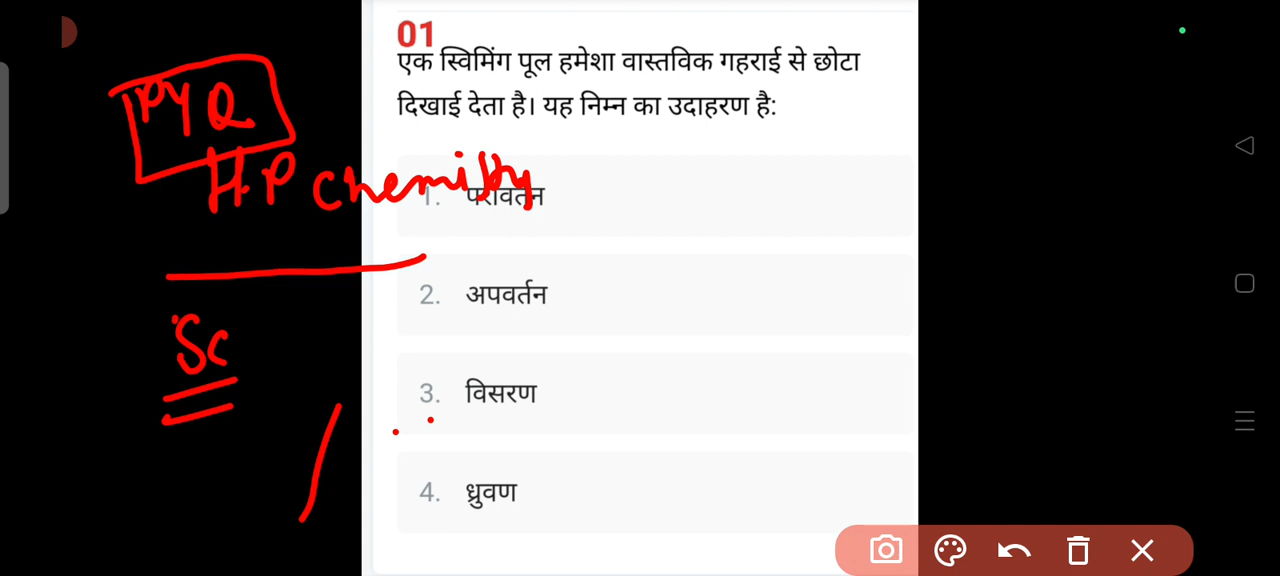 01
एक स्विमिंग पूल हमेशा वास्तविक गहराई से छोटा
दिखाई देता है। यह निम्न का उदाहरण है:
PYQ
HP Chemistry
1. परावर्तन
2. अपवर्तन
Sc
3. विसरण
4. ध्रुवण